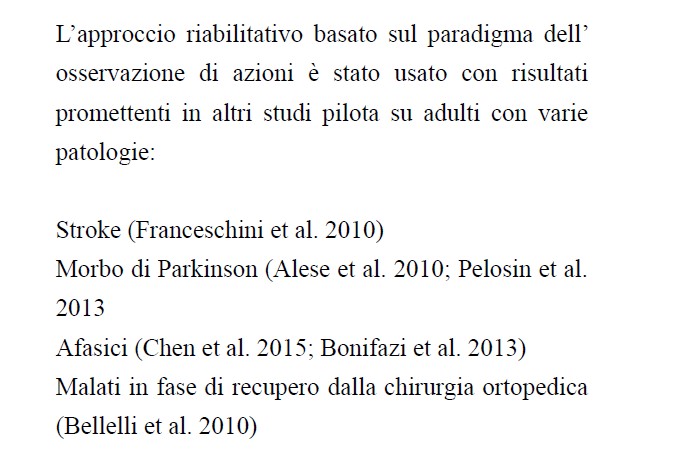 L’approccio riabilitativo basato sul paradigma dell’
osservazione di azioni è stato usato con risultati
promettenti in altri studi pilota su adulti con varie
patologie:
Stroke (Franceschini et al. 2010)
Morbo di Parkinson (Alese et al. 2010; Pelosin et al.
2013
Afasici (Chen et al. 2015; Bonifazi et al. 2013)
Malati in fase di recupero dalla chirurgia ortopedica
(Bellelli et al. 2010)